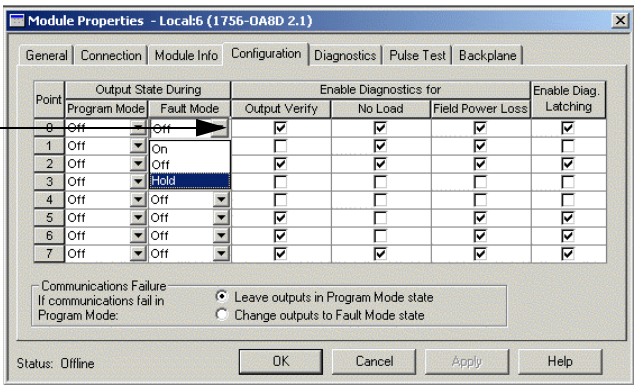 Module Properties - Local:6 (1756-OA8D 2.1)
General Connection Module Info Configuration Diagnostics Pulse Test Backplane
Point Output State During Enable Diagnostics for Enable Diag. Latching
Program Mode Fault Mode Output Verify No Load Field Power Loss
0 Off Off
1 Off On
2 Off Off
3 Off Hold
4 Off Off
5 Off Off
6 Off Off
7 Off Off
Communications Failure
If communications fail in Program Mode:
Leave outputs in Program Mode state
Change outputs to Fault Mode state
Status: Offline OK Cancel Apply Help